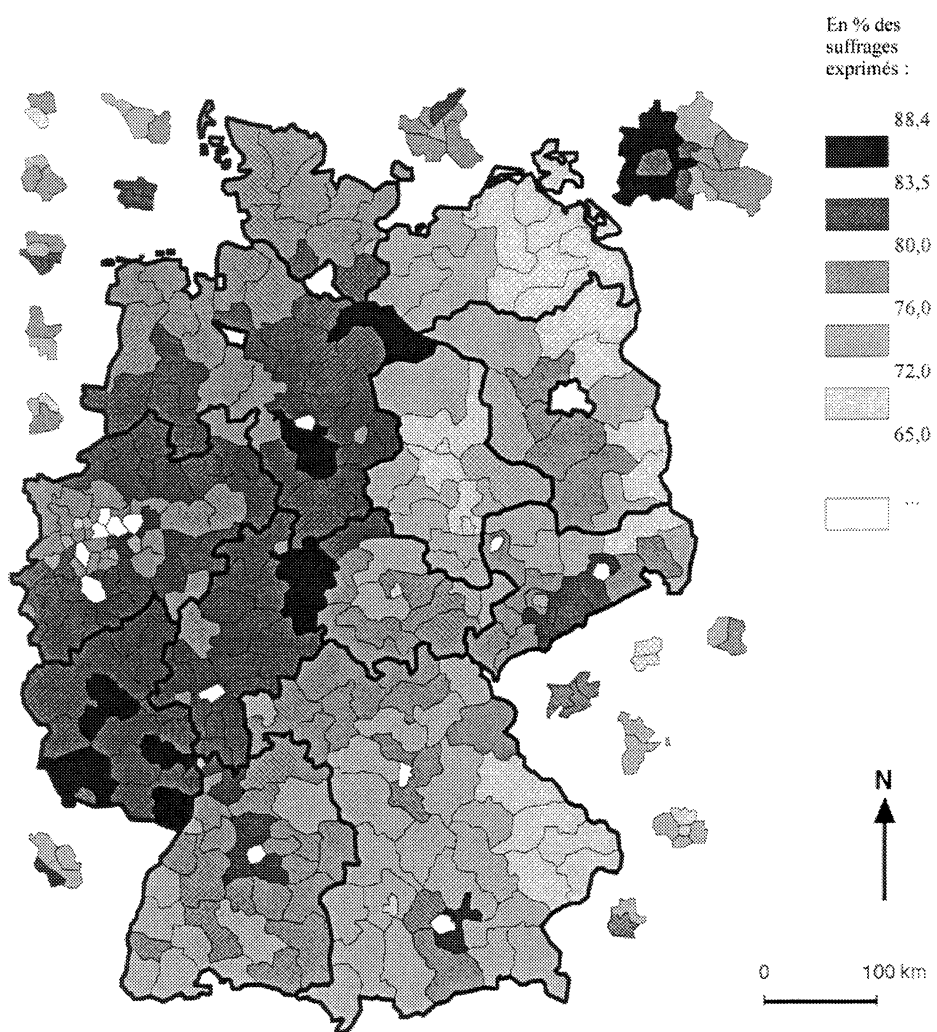 En % des
suffrages
exprimés :
88,4
83,5
80,0
76,0
72,0
65,0
...
N
0 100 km